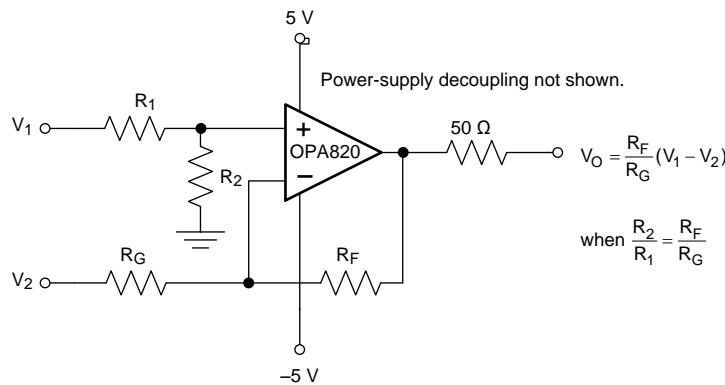 5 V
Power-supply decoupling not shown.
R1
V1
+
OPA820
−
50 Ω
VO = RF/RG (V1 − V2)
R2
when R2/R1 = RF/RG
RG
RF
V2
−5 V